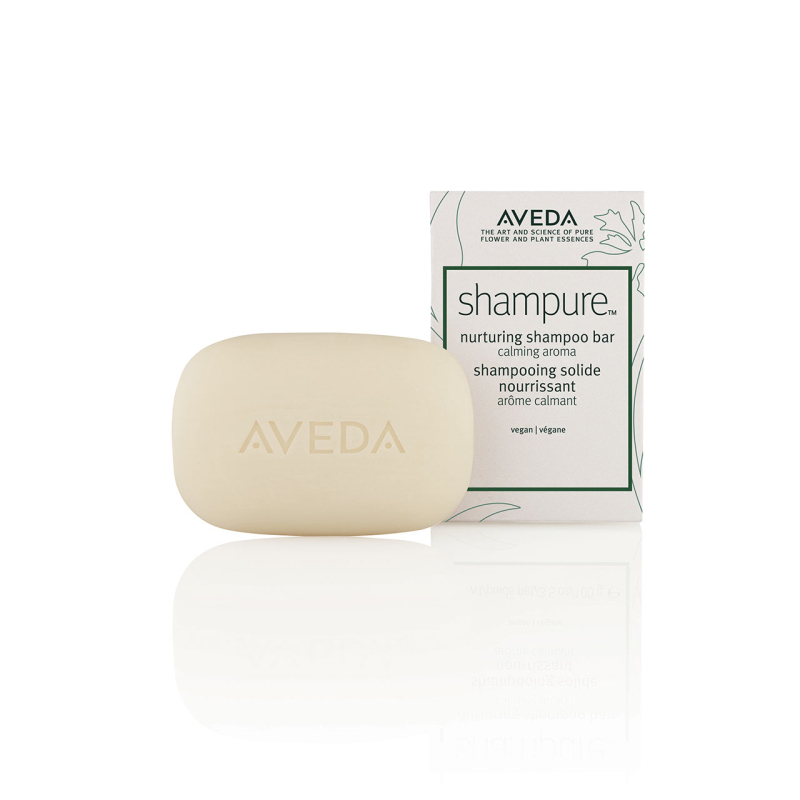 AVEDA
THE ART AND SCIENCE OF PURE
FLOWER AND PLANT ESSENCES
shampure™
nurturing shampoo bar
calming aroma
shampooing solide
nourrissant
arôme calmant
vegan | végane
AVEDA